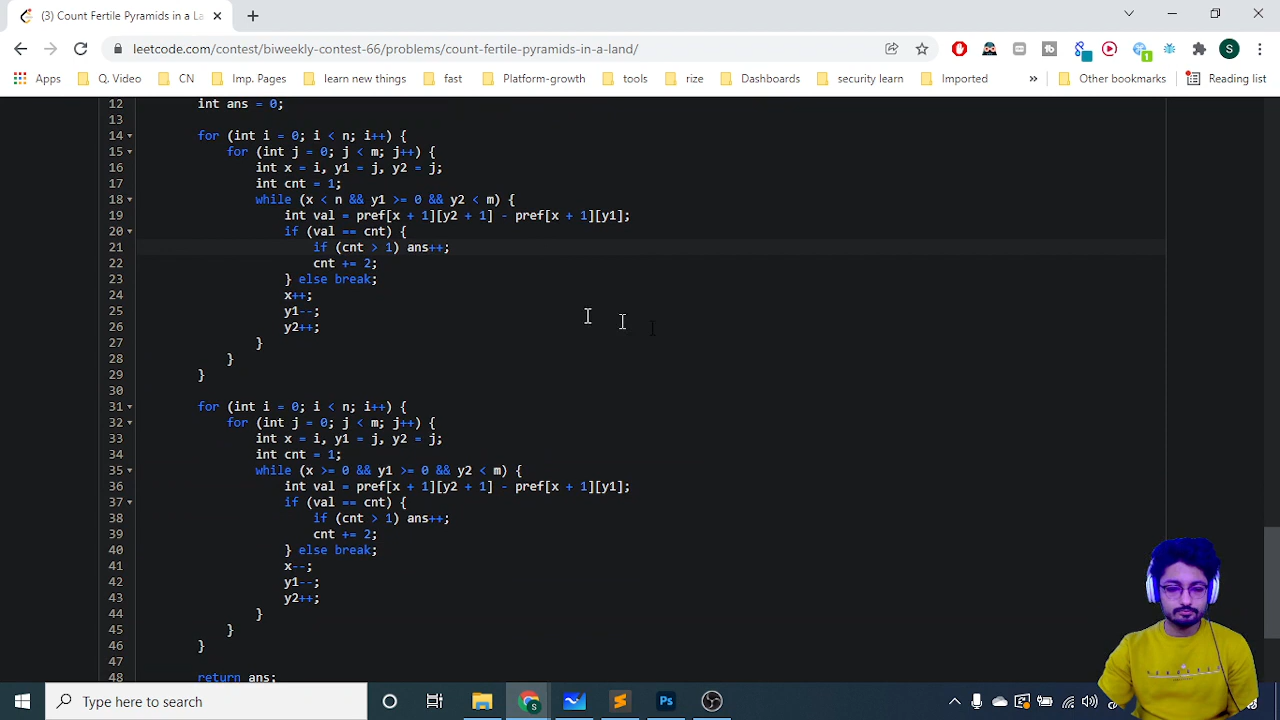 (3) Count Fertile Pyramids in a La
leetcode.com/contest/biweekly-contest-66/problems/count-fertile-pyramids-in-a-land/
S
Apps Q. Video CN Imp. Pages learn new things fast Platform-growth tools rize Dashboards security learn Imported » Other bookmarks Reading list
12 int ans = 0;
13
14 for (int i = 0; i < n; i++) {
15 for (int j = 0; j < m; j++) {
16 int x = i, y1 = j, y2 = j;
17 int cnt = 1;
18 while (x < n && y1 >= 0 && y2 < m) {
19 int val = pref[x + 1][y2 + 1] - pref[x + 1][y1];
20 if (val == cnt) {
21 if (cnt > 1) ans++;
22 cnt += 2;
23 } else break;
24 x++;
25 y1--;
26 y2++;
27 }
28 }
29 }
30
31 for (int i = 0; i < n; i++) {
32 for (int j = 0; j < m; j++) {
33 int x = i, y1 = j, y2 = j;
34 int cnt = 1;
35 while (x >= 0 && y1 >= 0 && y2 < m) {
36 int val = pref[x + 1][y2 + 1] - pref[x + 1][y1];
37 if (val == cnt) {
38 if (cnt > 1) ans++;
39 cnt += 2;
40 } else break;
41 x--;
42 y1--;
43 y2++;
44 }
45 }
46 }
47
48 return ans;
Type here to search